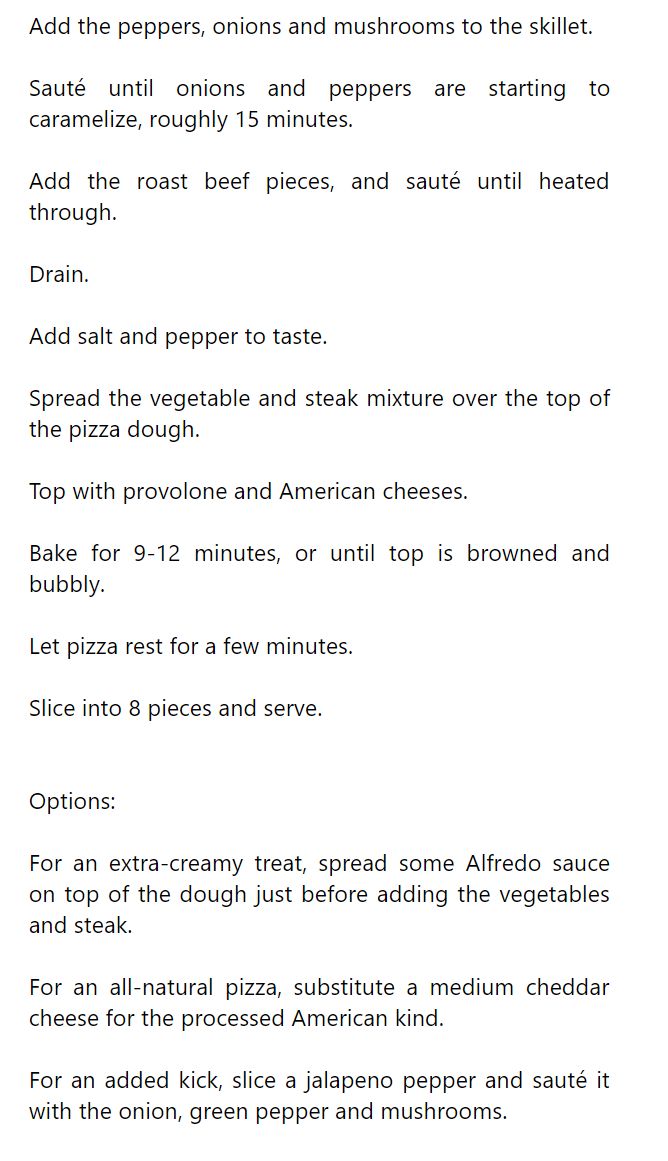 Add the peppers, onions and mushrooms to the skillet.
Sauté until onions and peppers are starting to
caramelize, roughly 15 minutes.
Add the roast beef pieces, and sauté until heated
through.
Drain.
Add salt and pepper to taste.
Spread the vegetable and steak mixture over the top of
the pizza dough.
Top with provolone and American cheeses.
Bake for 9-12 minutes, or until top is browned and
bubbly.
Let pizza rest for a few minutes.
Slice into 8 pieces and serve.
Options:
For an extra-creamy treat, spread some Alfredo sauce
on top of the dough just before adding the vegetables
and steak.
For an all-natural pizza, substitute a medium cheddar
cheese for the processed American kind.
For an added kick, slice a jalapeno pepper and sauté it
with the onion, green pepper and mushrooms.